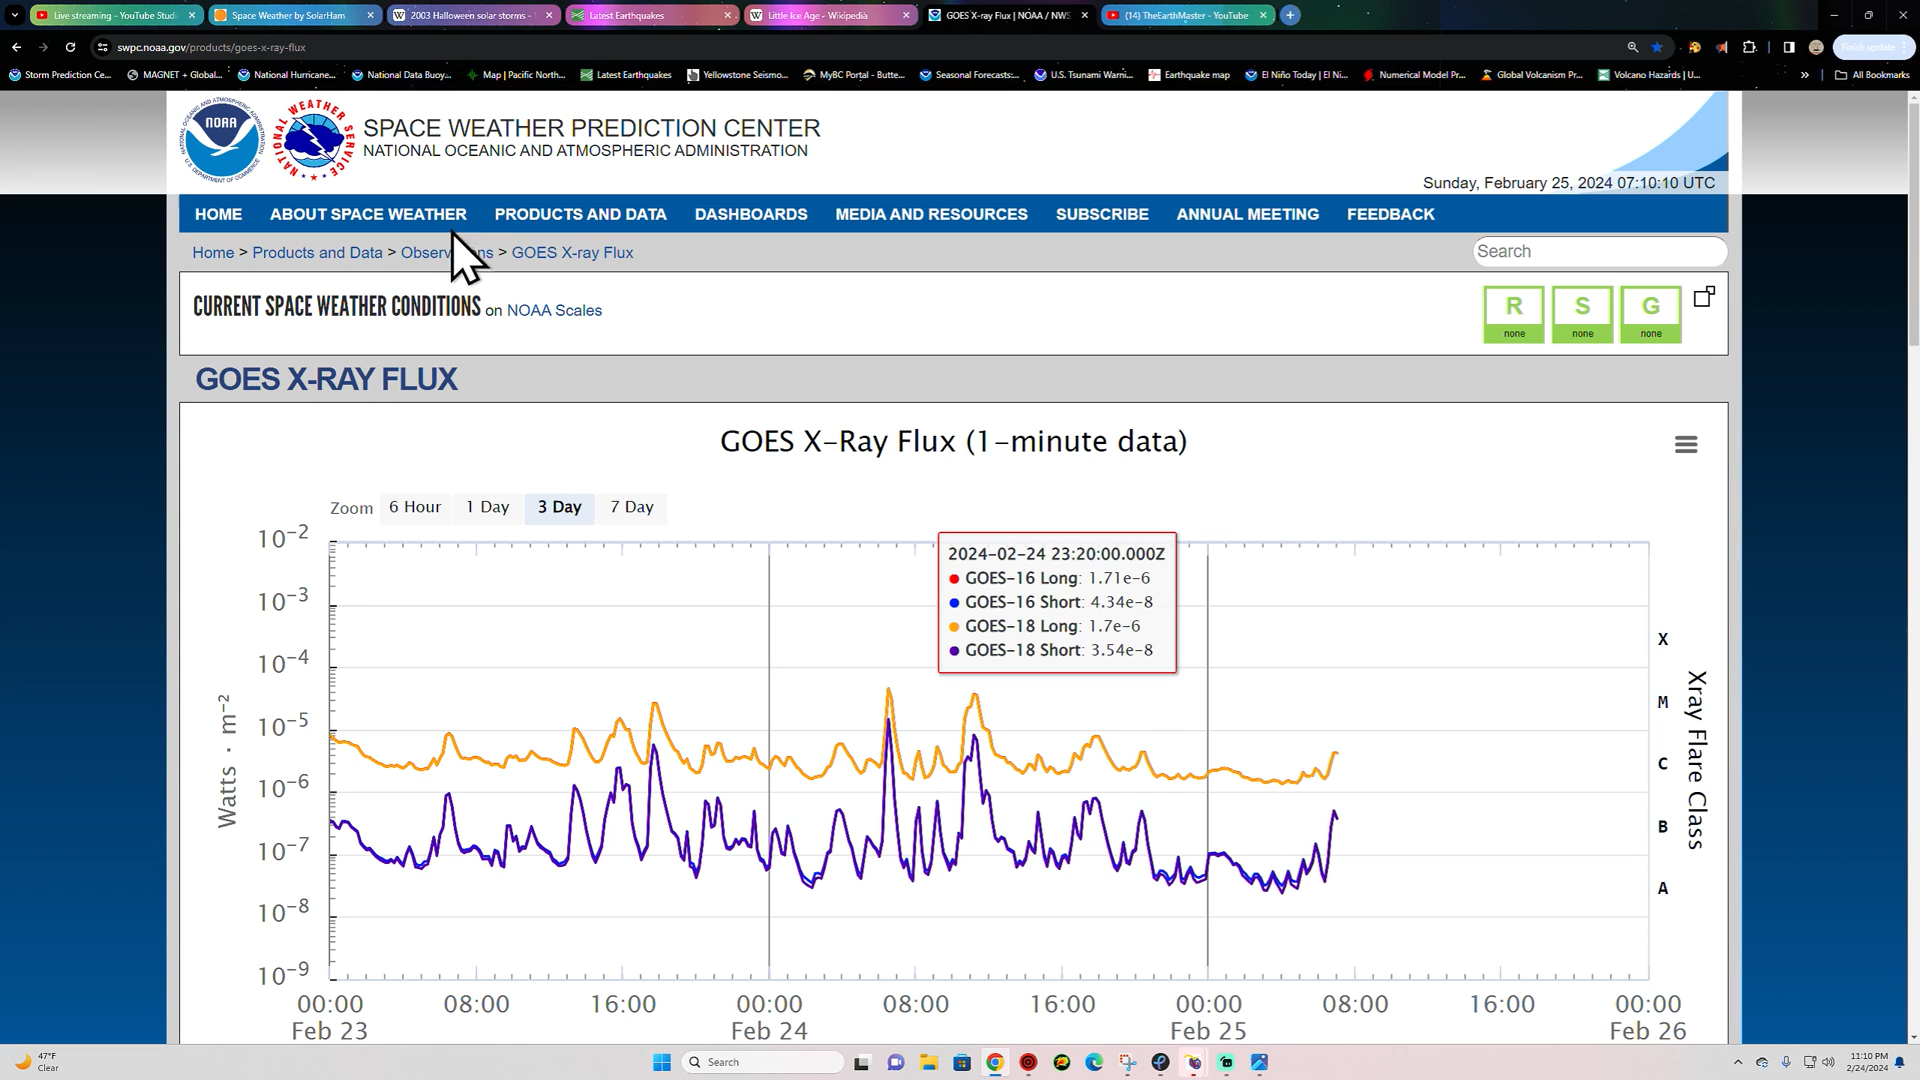 Live streaming - YouTube Stud
Space Weather by SolarHam
2003 Halloween solar storms -
Latest Earthquakes
Little Ice Age - Wikipedia
GOES X-ray Flux | NOAA / NWS
(14) TheEarthMaster - YouTube
swpc.noaa.gov/products/goes-x-ray-flux
Finish update
Storm Prediction Ce...
MAGNET + Global...
National Hurricane...
National Data Buoy...
Map | Pacific North...
Latest Earthquakes
Yellowstone Seismo...
MyBC Portal - Butte...
Seasonal Forecasts:...
U.S. Tsunami Warni...
Earthquake map
El Niño Today | El Ni...
Numerical Model Pr...
Global Volcanism Pr...
Volcano Hazards | U...
»
All Bookmarks
NOAA
NATIONAL OCEANIC AND ATMOSPHERIC ADMINISTRATION
U.S. DEPARTMENT OF COMMERCE
NATIONAL WEATHER SERVICE
SPACE WEATHER PREDICTION CENTER
NATIONAL OCEANIC AND ATMOSPHERIC ADMINISTRATION
Sunday, February 25, 2024 07:10:10 UTC
HOME ABOUT SPACE WEATHER PRODUCTS AND DATA DASHBOARDS MEDIA AND RESOURCES SUBSCRIBE ANNUAL MEETING FEEDBACK
Home > Products and Data > Observations > GOES X-ray Flux
Search
CURRENT SPACE WEATHER CONDITIONS on NOAA Scales
R S G
none none none
GOES X-RAY FLUX
GOES X-Ray Flux (1-minute data)
Zoom 6 Hour 1 Day 3 Day 7 Day
2024-02-24 23:20:00.000Z
GOES-16 Long: 1.71e-6
GOES-16 Short: 4.34e-8
GOES-18 Long: 1.7e-6
GOES-18 Short: 3.54e-8
10-2
10-3
10-4
10-5
10-6
10-7
10-8
10-9
Watts · m-2
X
M
C
B
A
Xray Flare Class
00:00 08:00 16:00 00:00 08:00 16:00 00:00 08:00 16:00 00:00
Feb 23 Feb 24 Feb 25 Feb 26
47°F
Clear
Search
11:10 PM
2/24/2024